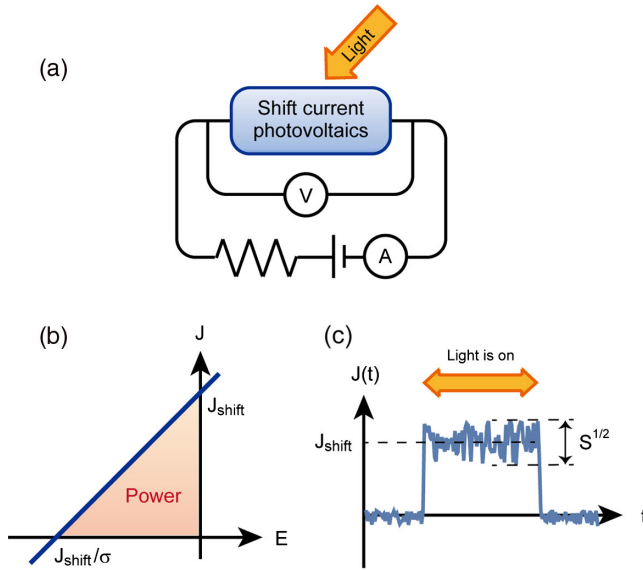 (a)
Light
Shift current
photovoltaics
V
A
(b)
J
J_shift
Power
E
J_shift/σ
(c)
Light is on
J(t)
J_shift
S^1/2
t